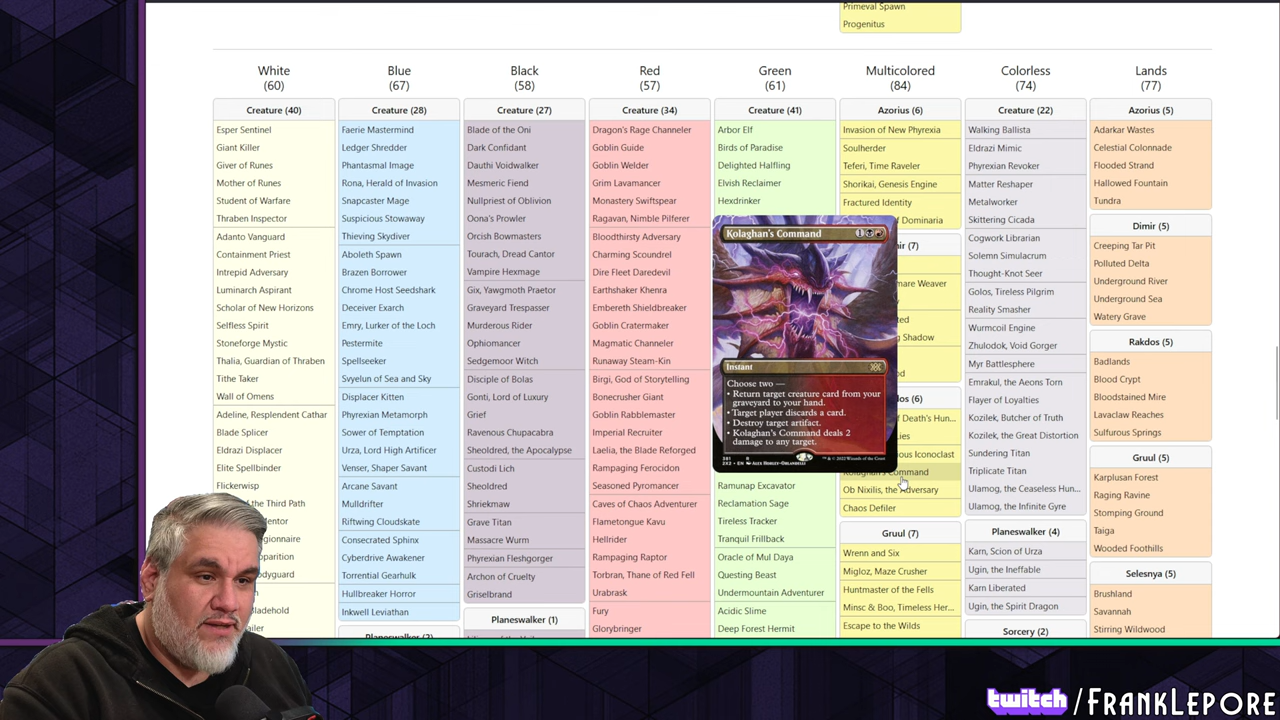 Primeval Spawn
Progenitus
White
(60)
Creature (40)
Esper Sentinel
Giant Killer
Giver of Runes
Mother of Runes
Student of Warfare
Thraben Inspector
Adanto Vanguard
Containment Priest
Intrepid Adversary
Luminarch Aspirant
Scholar of New Horizons
Selfless Spirit
Stoneforge Mystic
Thalia, Guardian of Thraben
Tithe Taker
Wall of Omens
Adeline, Resplendent Cathar
Blade Splicer
Eldrazi Displacer
Elite Spellbinder
Flickerwisp
of the Third Path
Blue
(67)
Creature (28)
Faerie Mastermind
Ledger Shredder
Phantasmal Image
Rona, Herald of Invasion
Snapcaster Mage
Suspicious Stowaway
Thieving Skydiver
Aboleth Spawn
Brazen Borrower
Chrome Host Seedshark
Deceiver Exarch
Emry, Lurker of the Loch
Pestermite
Spellseeker
Svyelun of Sea and Sky
Displacer Kitten
Phyrexian Metamorph
Sower of Temptation
Urza, Lord High Artificer
Venser, Shaper Savant
Arcane Savant
Mulldrifter
Riftwing Cloudskate
Consecrated Sphinx
Cyberdrive Awakener
Torrential Gearhulk
Hullbreaker Horror
Inkwell Leviathan
Planeswalker (2)
Black
(58)
Creature (27)
Blade of the Oni
Dark Confidant
Dauthi Voidwalker
Mesmeric Fiend
Nullpriest of Oblivion
Oona's Prowler
Orcish Bowmasters
Tourach, Dread Cantor
Vampire Hexmage
Gix, Yawgmoth Praetor
Graveyard Trespasser
Murderous Rider
Ophiomancer
Sedgemoor Witch
Disciple of Bolas
Gonti, Lord of Luxury
Grief
Ravenous Chupacabra
Sheoldred, the Apocalypse
Custodi Lich
Sheoldred
Shriekmaw
Grave Titan
Massacre Wurm
Phyrexian Fleshgorger
Archon of Cruelty
Griselbrand
Planeswalker (1)
Red
(57)
Creature (34)
Dragon's Rage Channeler
Goblin Guide
Goblin Welder
Grim Lavamancer
Monastery Swiftspear
Ragavan, Nimble Pilferer
Bloodthirsty Adversary
Charming Scoundrel
Dire Fleet Daredevil
Earthshaker Khenra
Embereth Shieldbreaker
Goblin Cratermaker
Magmatic Channeler
Runaway Steam-Kin
Birgi, God of Storytelling
Bonecrusher Giant
Goblin Rabblemaster
Imperial Recruiter
Laelia, the Blade Reforged
Rampaging Ferocidon
Seasoned Pyromancer
Caves of Chaos Adventurer
Flametongue Kavu
Hellrider
Rampaging Raptor
Torbran, Thane of Red Fell
Urabrask
Fury
Glorybringer
Green
(61)
Creature (41)
Arbor Elf
Birds of Paradise
Delighted Halfling
Elvish Reclaimer
Hexdrinker
Kolaghan's Command
Instant
Choose two —
• Return target creature card from your
graveyard to your hand.
• Target player discards a card.
• Destroy target artifact.
• Kolaghan's Command deals 2
damage to any target.
Ramunap Excavator
Reclamation Sage
Tireless Tracker
Tranquil Frillback
Oracle of Mul Daya
Questing Beast
Undermountain Adventurer
Acidic Slime
Deep Forest Hermit
Multicolored
(84)
Azorius (6)
Invasion of New Phyrexia
Soulherder
Teferi, Time Raveler
Shorikai, Genesis Engine
Fractured Identity
of Dominaria
(7)
mare Weaver
Shadow
(6)
of Death's Hun...
Lies
ious Iconoclast
Kolaghan's Command
Ob Nixilis, the Adversary
Chaos Defiler
Gruul (7)
Wrenn and Six
Migloz, Maze Crusher
Huntmaster of the Fells
Minsc & Boo, Timeless Her...
Escape to the Wilds
Colorless
(74)
Creature (22)
Walking Ballista
Eldrazi Mimic
Phyrexian Revoker
Matter Reshaper
Metalworker
Skittering Cicada
Cogwork Librarian
Solemn Simulacrum
Thought-Knot Seer
Golos, Tireless Pilgrim
Reality Smasher
Wurmcoil Engine
Zhulodok, Void Gorger
Myr Battlesphere
Emrakul, the Aeons Torn
Flayer of Loyalties
Kozilek, Butcher of Truth
Kozilek, the Great Distortion
Sundering Titan
Triplicate Titan
Ulamog, the Ceaseless Hun...
Ulamog, the Infinite Gyre
Planeswalker (4)
Karn, Scion of Urza
Ugin, the Ineffable
Karn Liberated
Ugin, the Spirit Dragon
Sorcery (2)
Lands
(77)
Azorius (5)
Adarkar Wastes
Celestial Colonnade
Flooded Strand
Hallowed Fountain
Tundra
Dimir (5)
Creeping Tar Pit
Polluted Delta
Underground River
Underground Sea
Watery Grave
Rakdos (5)
Badlands
Blood Crypt
Bloodstained Mire
Lavaclaw Reaches
Sulfurous Springs
Gruul (5)
Karplusan Forest
Raging Ravine
Stomping Ground
Taiga
Wooded Foothills
Selesnya (5)
Brushland
Savannah
Stirring Wildwood
twitch/FRANKLEPORE